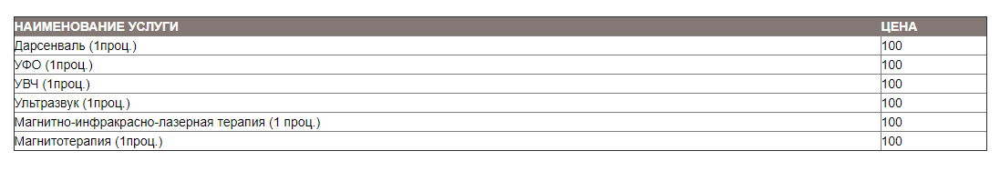 НАИМЕНОВАНИЕ УСЛУГИ ЦЕНА
Дарсенваль (1проц.) 100
УФО (1проц.) 100
УВЧ (1проц.) 100
Ультразвук (1проц.) 100
Магнитно-инфракрасно-лазерная терапия (1 проц.) 100
Магнитотерапия (1проц.) 100